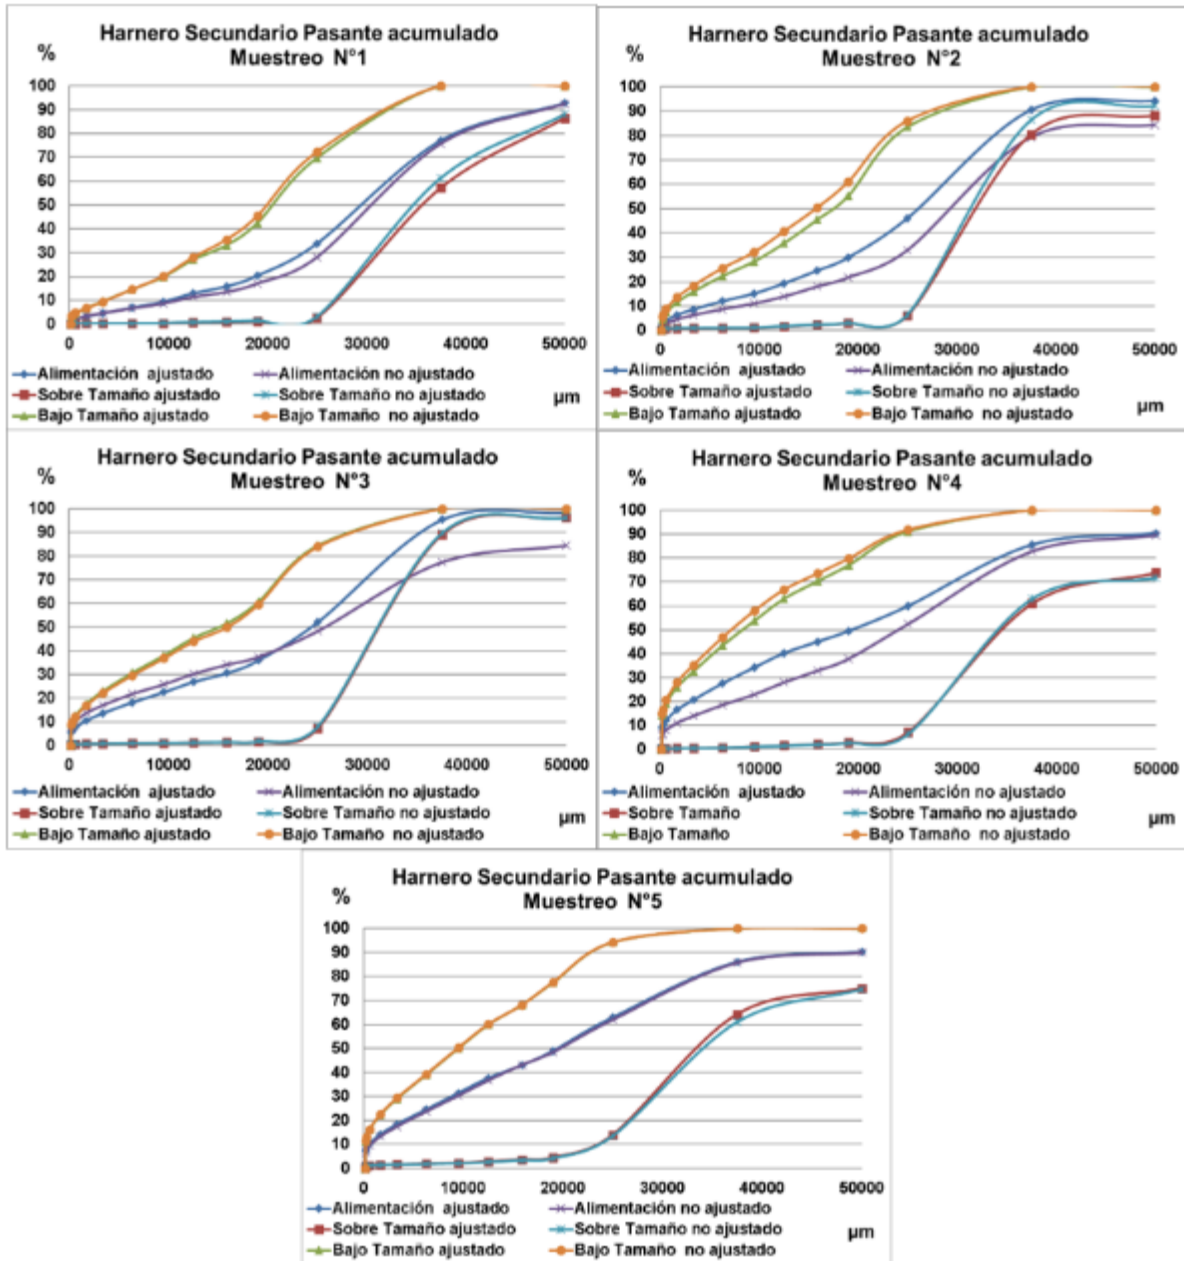 Harnero Secundario Pasante acumulado
Muestreo N°1
%
100
90
80
70
60
50
40
30
20
10
0
0 10000 20000 30000 40000 50000
Alimentación ajustado
Alimentación no ajustado
Sobre Tamaño ajustado
Sobre Tamaño no ajustado
Bajo Tamaño ajustado
Bajo Tamaño no ajustado
µm
Harnero Secundario Pasante acumulado
Muestreo N°2
%
100
90
80
70
60
50
40
30
20
10
0
0 10000 20000 30000 40000 50000
Alimentación ajustado
Alimentación no ajustado
Sobre Tamaño ajustado
Sobre Tamaño no ajustado
Bajo Tamaño ajustado
Bajo Tamaño no ajustado
µm
Harnero Secundario Pasante acumulado
Muestreo N°3
%
100
90
80
70
60
50
40
30
20
10
0
0 10000 20000 30000 40000 50000
Alimentación ajustado
Alimentación no ajustado
Sobre Tamaño ajustado
Sobre Tamaño no ajustado
Bajo Tamaño ajustado
Bajo Tamaño no ajustado
µm
Harnero Secundario Pasante acumulado
Muestreo N°4
%
100
90
80
70
60
50
40
30
20
10
0
0 10000 20000 30000 40000 50000
Alimentación ajustado
Alimentación no ajustado
Sobre Tamaño
Sobre Tamaño no ajustado
Bajo Tamaño
Bajo Tamaño no ajustado
µm
Harnero Secundario Pasante acumulado
Muestreo N°5
%
100
90
80
70
60
50
40
30
20
10
0
0 10000 20000 30000 40000 50000
Alimentación ajustado
Alimentación no ajustado
Sobre Tamaño ajustado
Sobre Tamaño no ajustado
Bajo Tamaño ajustado
Bajo Tamaño no ajustado
µm